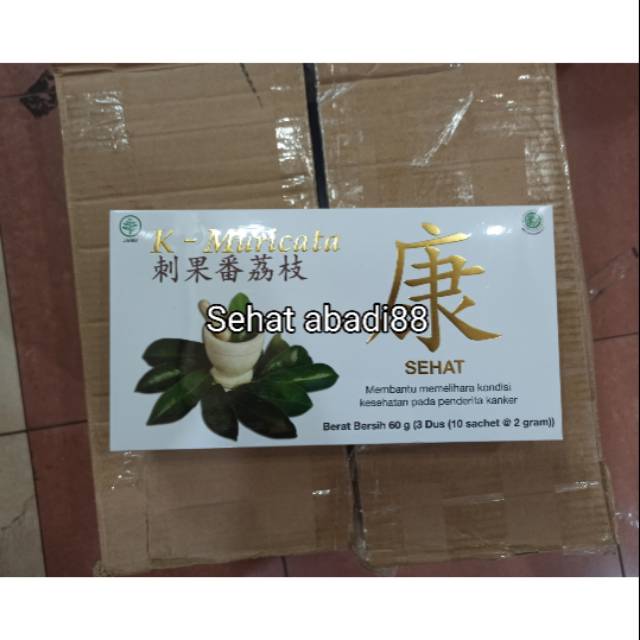 JAMU
K - Muricata
刺果番荔枝
康
Sehat abadi88
SEHAT
Membantu memelihara kondisi
kesehatan pada penderita kanker
Berat Bersih 60 g (3 Dus (10 sachet @ 2 gram))